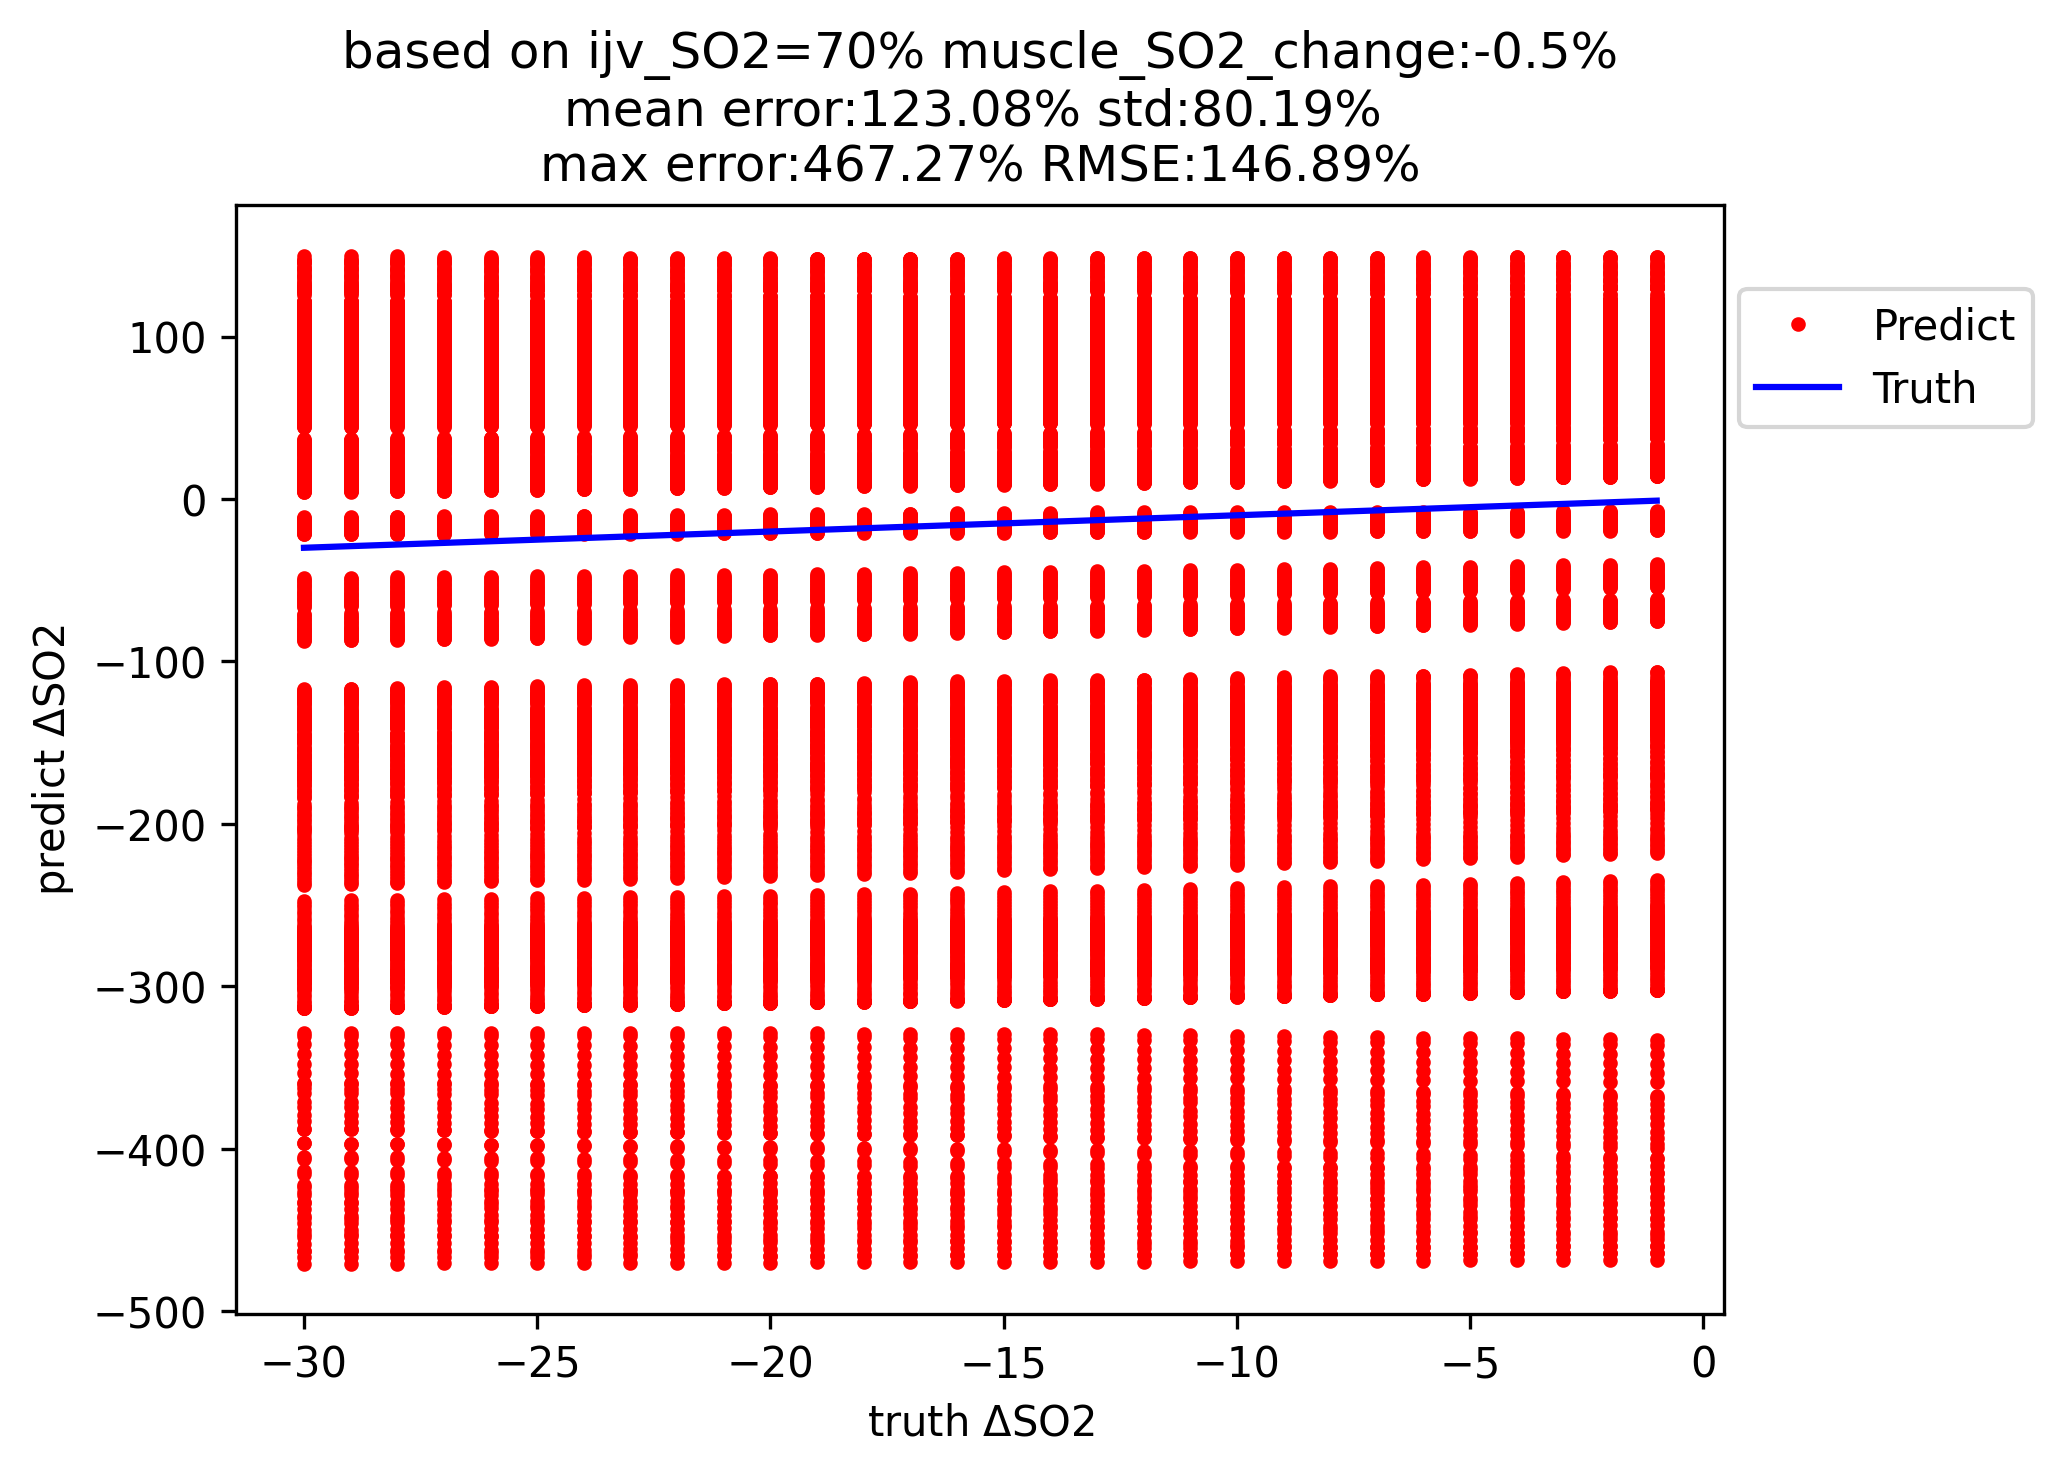 based on ijv_SO2=70% muscle_SO2_change:-0.5%
mean error:123.08% std:80.19%
max error:467.27% RMSE:146.89%
Predict
Truth
100
0
−100
−200
−300
−400
−500
predict ΔSO2
−30
−25
−20
−15
−10
−5
0
truth ΔSO2